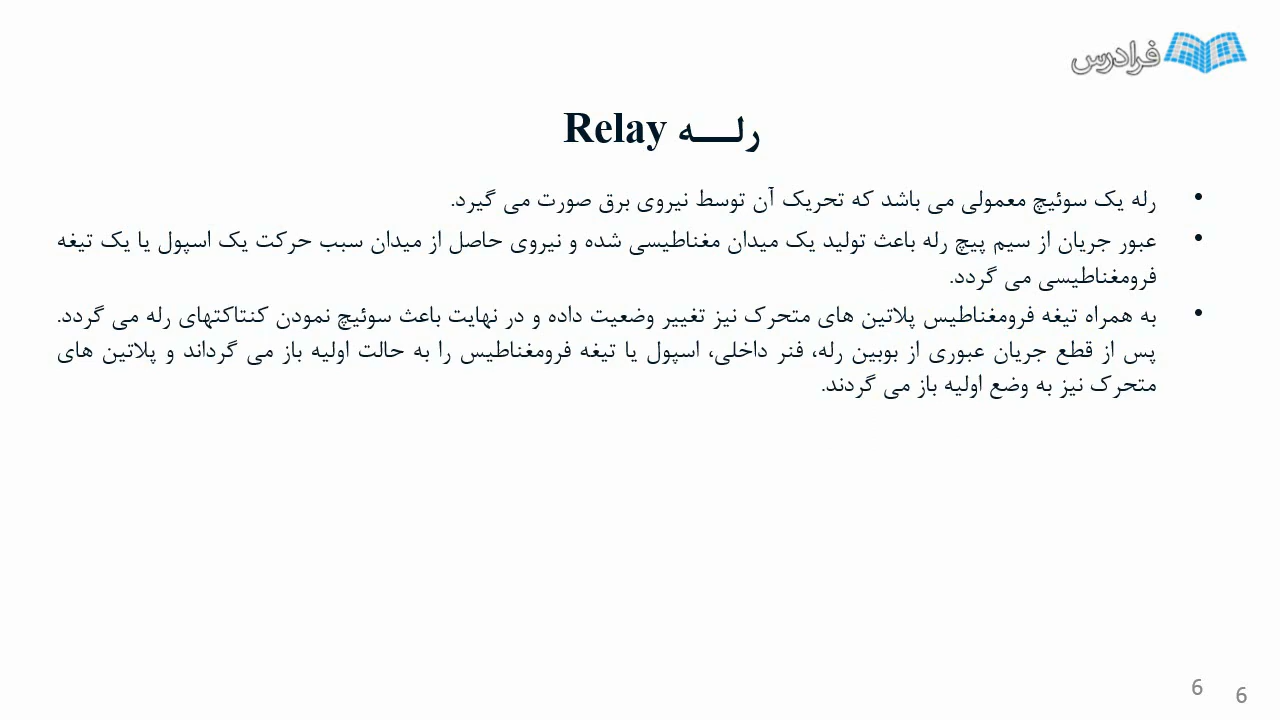 فرادرس
رلـــه Relay
• رله یک سوئیچ معمولی می باشد که تحریک آن توسط نیروی برق صورت می گیرد.
• عبور جریان از سیم پیچ رله باعث تولید یک میدان مغناطیسی شده و نیروی حاصل از میدان سبب حرکت یک اسپول یا یک تیغه
فرومغناطیسی می گردد.
• به همراه تیغه فرومغناطیس پلاتین های متحرک نیز تغییر وضعیت داده و در نهایت باعث سوئیچ نمودن کنتاکتهای رله می گردد.
پس از قطع جریان عبوری از بوبین رله، فنر داخلی، اسپول یا تیغه فرومغناطیس را به حالت اولیه باز می گرداند و پلاتین های
متحرک نیز به وضع اولیه باز می گردند.
6
6